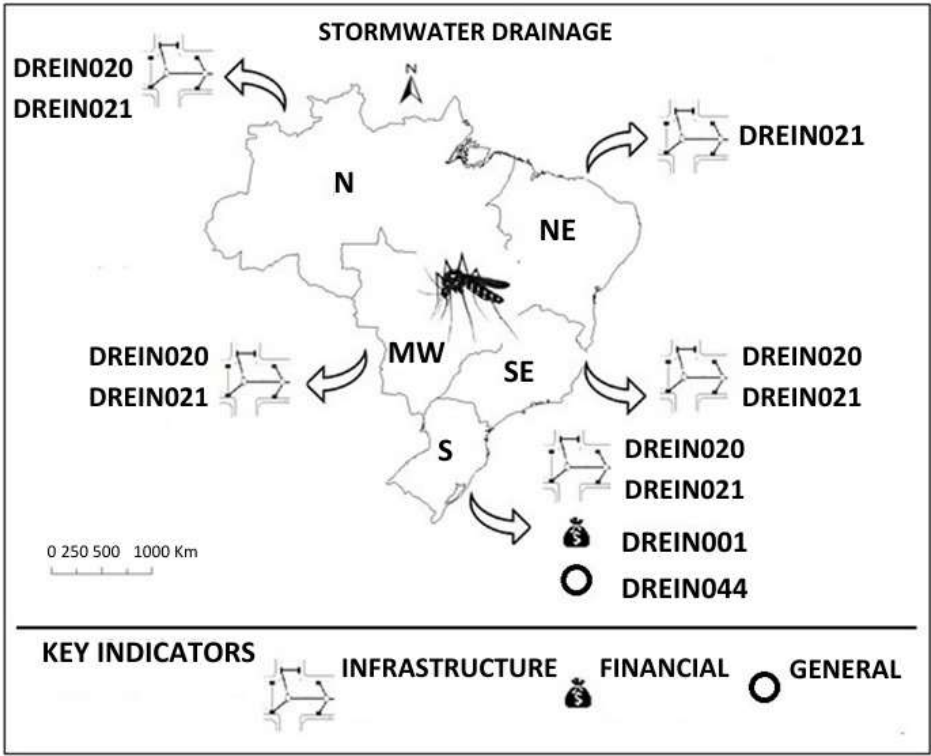 STORMWATER DRAINAGE
DREIN020
DREIN021
N
DREIN021
N
NE
DREIN020
DREIN021
MW
SE
DREIN020
DREIN021
S
DREIN020
DREIN021
DREIN001
DREIN044
0 250 500 1000 Km
KEY INDICATORS
INFRASTRUCTURE
FINANCIAL
GENERAL